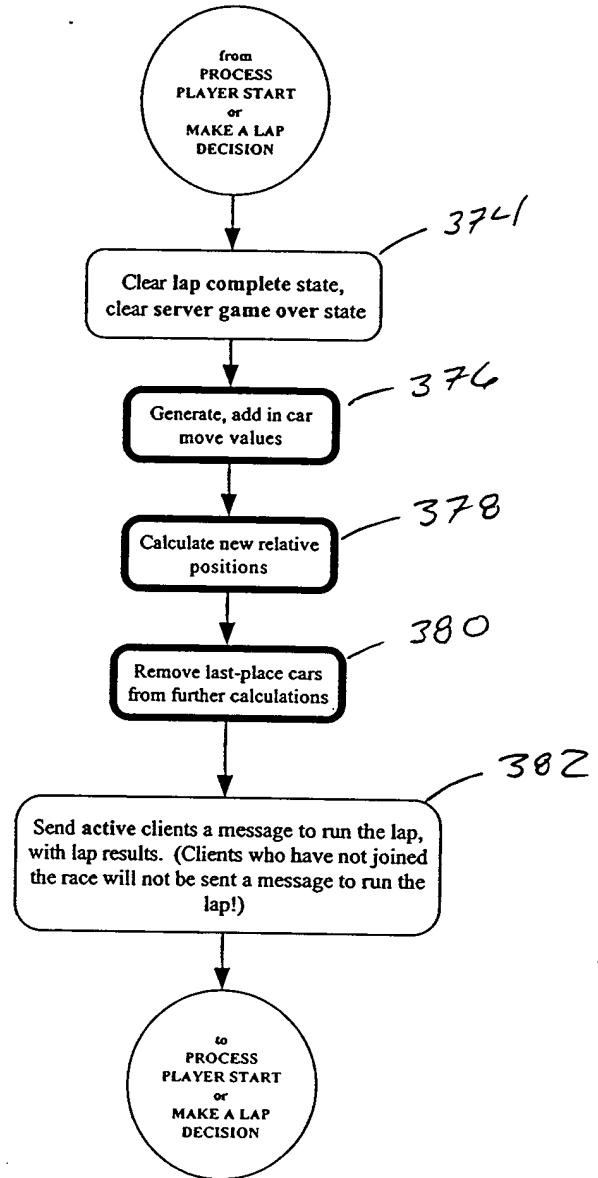 from
PROCESS
PLAYER START
or
MAKE A LAP
DECISION
374
Clear lap complete state,
clear server game over state
376
Generate, add in car
move values
378
Calculate new relative
positions
380
Remove last-place cars
from further calculations
382
Send active clients a message to run the lap,
with lap results. (Clients who have not joined
the race will not be sent a message to run the
lap!)
to
PROCESS
PLAYER START
or
MAKE A LAP
DECISION